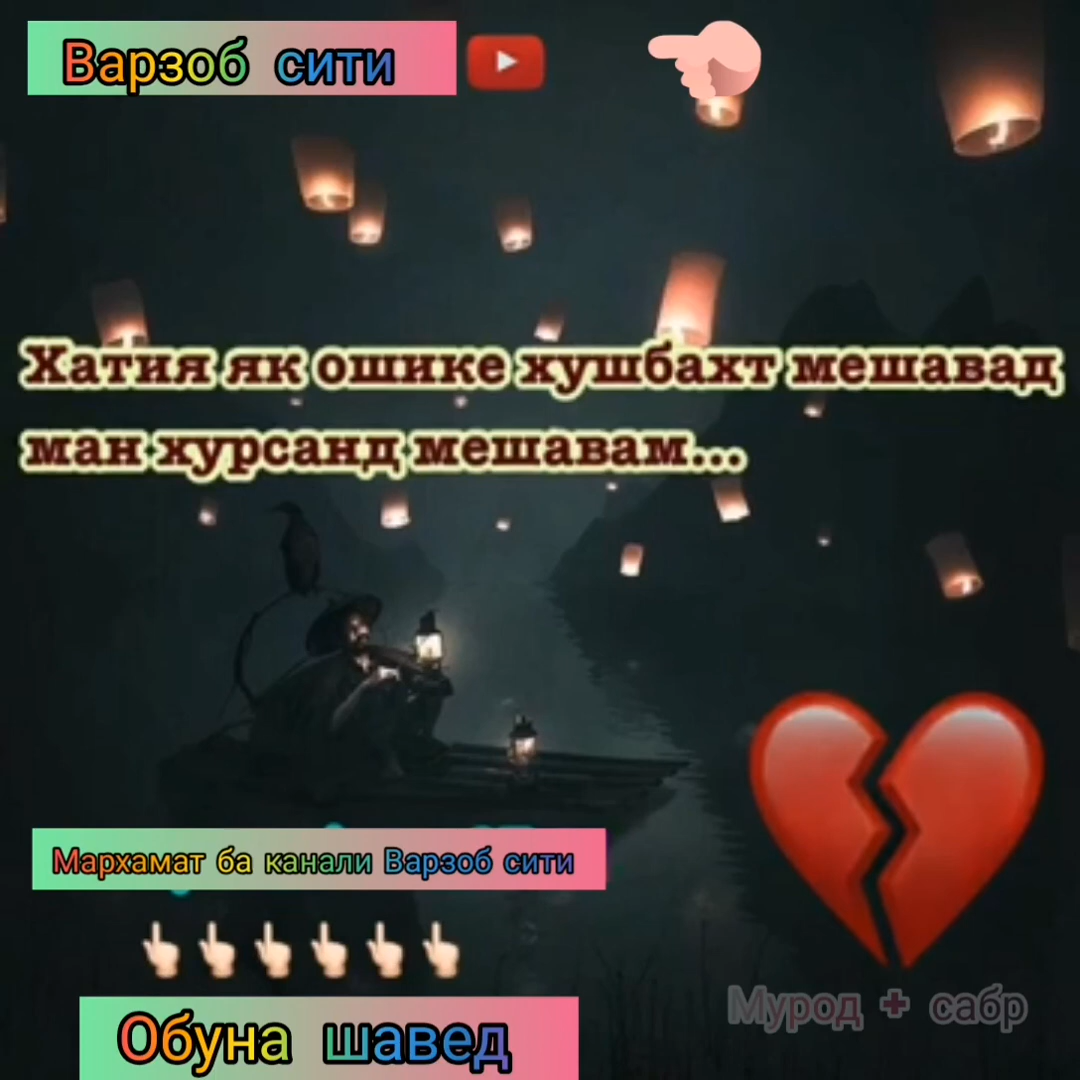 Варзоб сити
Хатия як ошике хушбахт мешавад
ман хурсанд мешавам...
Мархамат ба канали Варзоб сити
Обуна шавед
Мурод + сабр